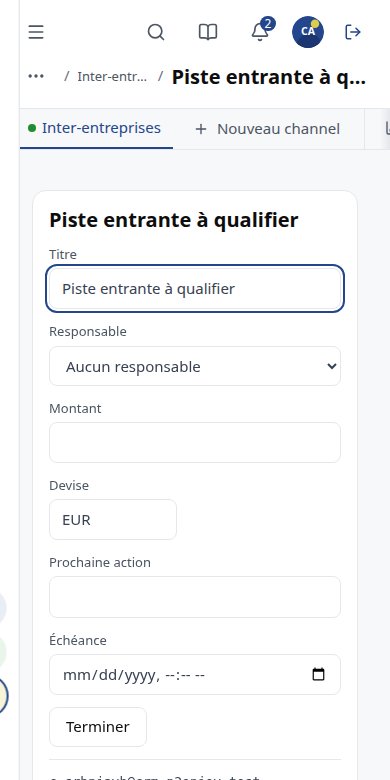 2
CA
... / Inter-entr... / Piste entrante à q...
Inter-entreprises + Nouveau channel
Piste entrante à qualifier
Titre
Piste entrante à qualifier
Responsable
Aucun responsable
Montant
Devise
EUR
Prochaine action
Échéance
mm/dd/yyyy, --:-- --
Terminer